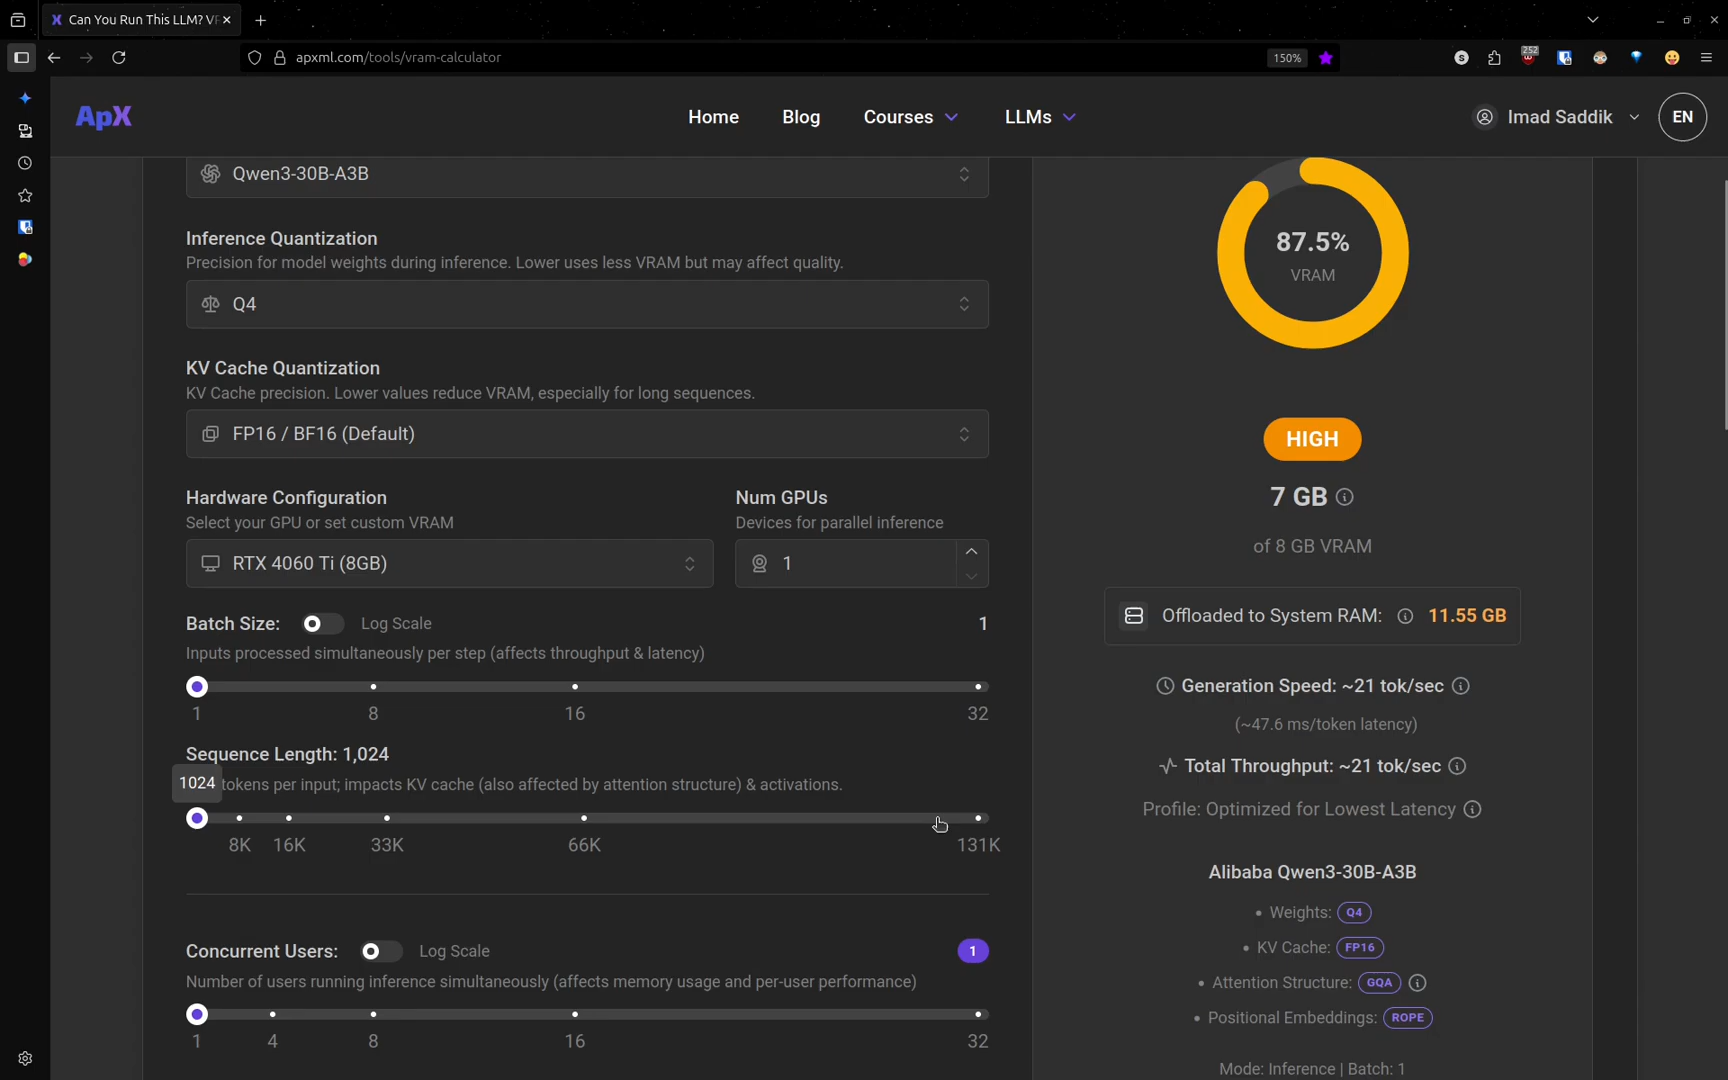 Can You Run This LLM? VF
apxml.com/tools/vram-calculator
150%
S
252
ApX
Home
Blog
Courses
LLMs
Imad Saddik
EN
Qwen3-30B-A3B
Inference Quantization
Precision for model weights during inference. Lower uses less VRAM but may affect quality.
Q4
KV Cache Quantization
KV Cache precision. Lower values reduce VRAM, especially for long sequences.
FP16 / BF16 (Default)
Hardware Configuration
Select your GPU or set custom VRAM
RTX 4060 Ti (8GB)
Num GPUs
Devices for parallel inference
1
Batch Size:
Log Scale
1
Inputs processed simultaneously per step (affects throughput & latency)
1
8
16
32
Sequence Length: 1,024
1024
tokens per input; impacts KV cache (also affected by attention structure) & activations.
8K
16K
33K
66K
131K
Concurrent Users:
Log Scale
1
Number of users running inference simultaneously (affects memory usage and per-user performance)
1
4
8
16
32
87.5%
VRAM
HIGH
7 GB
of 8 GB VRAM
Offloaded to System RAM:
11.55 GB
Generation Speed: ~21 tok/sec
(~47.6 ms/token latency)
Total Throughput: ~21 tok/sec
Profile: Optimized for Lowest Latency
Alibaba Qwen3-30B-A3B
• Weights: Q4
• KV Cache: FP16
• Attention Structure: GQA
• Positional Embeddings: ROPE
Mode: Inference | Batch: 1